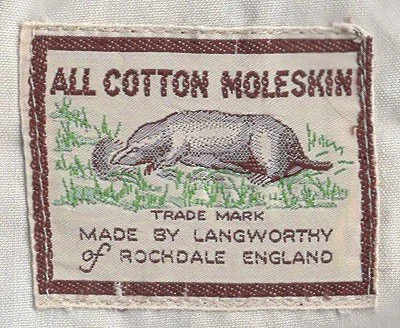 ALL COTTON MOLESKIN
TRADE MARK
MADE BY LANGWORTHY
of ROCKDALE ENGLAND